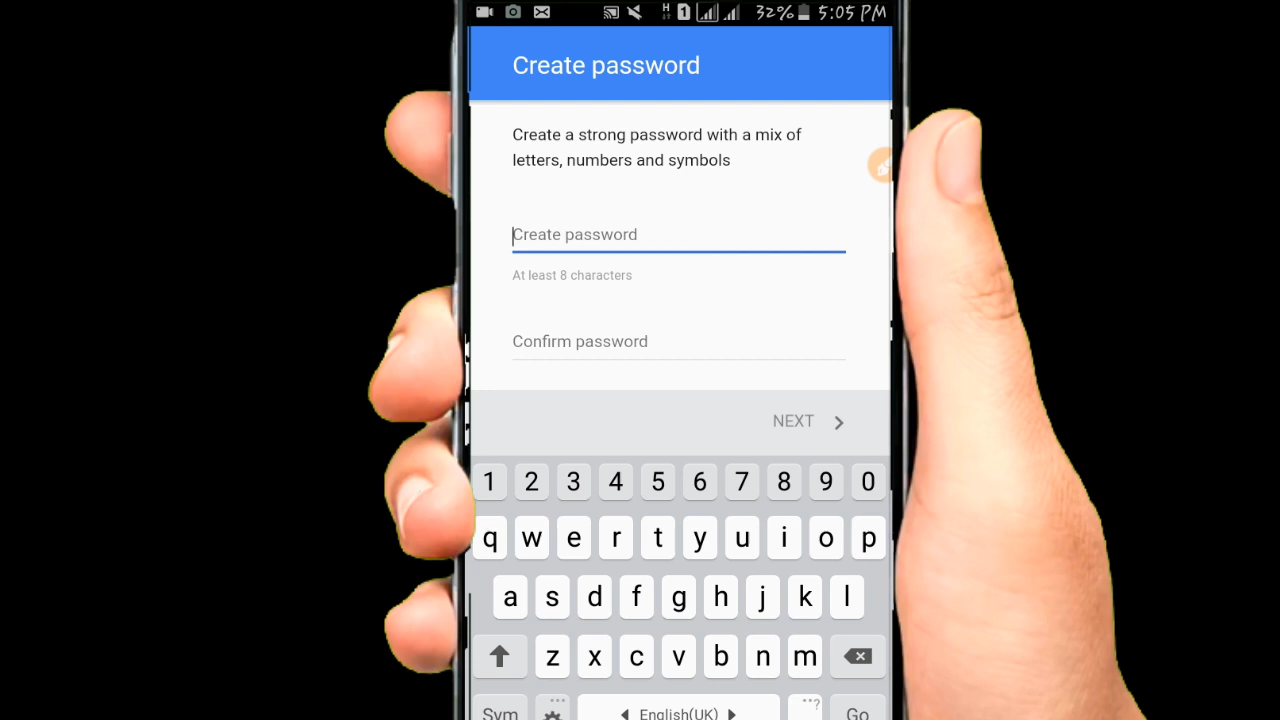 H 1 32% 5:05 PM
Create password
Create a strong password with a mix of
letters, numbers and symbols
Create password
At least 8 characters
Confirm password
NEXT
1 2 3 4 5 6 7 8 9 0
q w e r t y u i o p
a s d f g h j k l
z x c v b n m
Sym English(UK) ...? Go